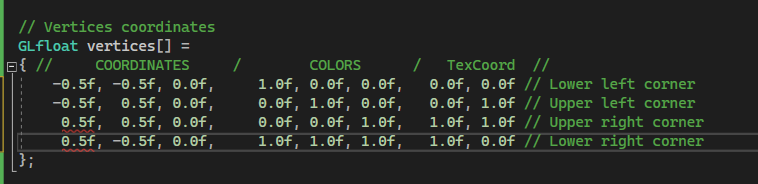 // Vertices coordinates
GLfloat vertices[] =
{ //     COORDINATES     /        COLORS      /   TexCoord  //
    -0.5f, -0.5f, 0.0f,     1.0f, 0.0f, 0.0f,   0.0f, 0.0f // Lower left corner
    -0.5f,  0.5f, 0.0f,     0.0f, 1.0f, 0.0f,   0.0f, 1.0f // Upper left corner
     0.5f,  0.5f, 0.0f,     0.0f, 0.0f, 1.0f,   1.0f, 1.0f // Upper right corner
     0.5f, -0.5f, 0.0f,     1.0f, 1.0f, 1.0f,   1.0f, 0.0f // Lower right corner
};